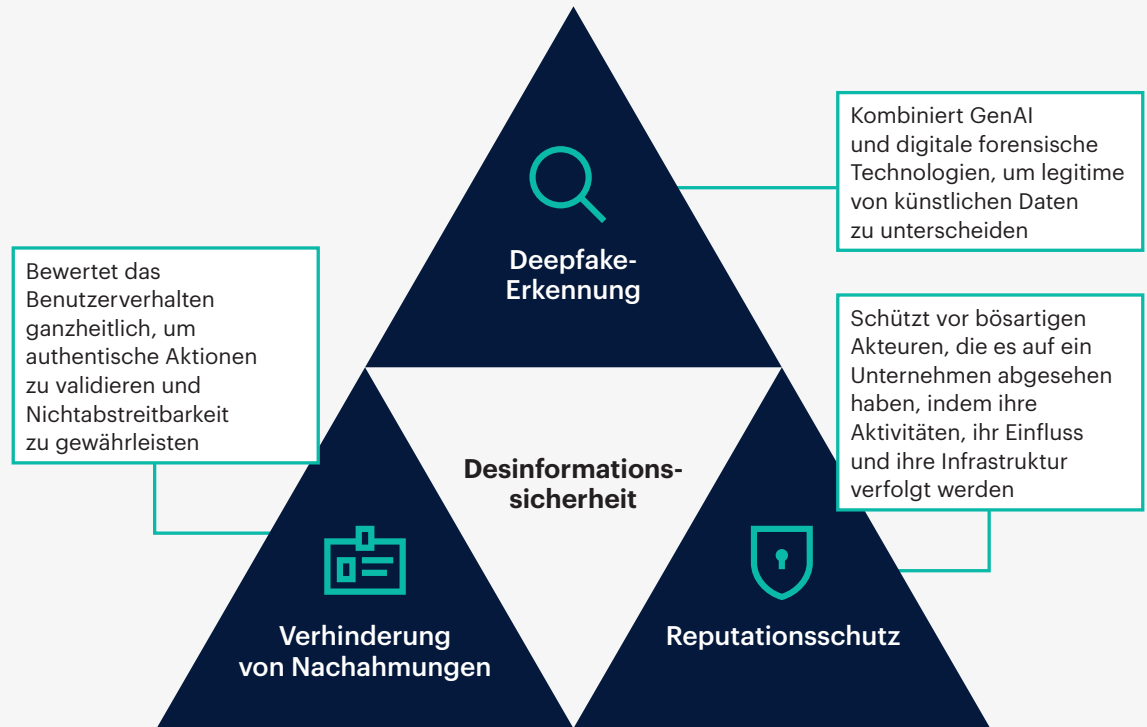 Kombiniert GenAI
und digitale forensische
Technologien, um legitime
von künstlichen Daten
zu unterscheiden
Deepfake-
Erkennung
Bewertet das
Benutzerverhalten
ganzheitlich, um
authentische Aktionen
zu validieren und
Nichtabstreitbarkeit
zu gewährleisten
Schützt vor bösartigen
Akteuren, die es auf ein
Unternehmen abgesehen
haben, indem ihre
Aktivitäten, ihr Einfluss
und ihre Infrastruktur
verfolgt werden
Desinformations-
sicherheit
Verhinderung
von Nachahmungen
Reputationsschutz